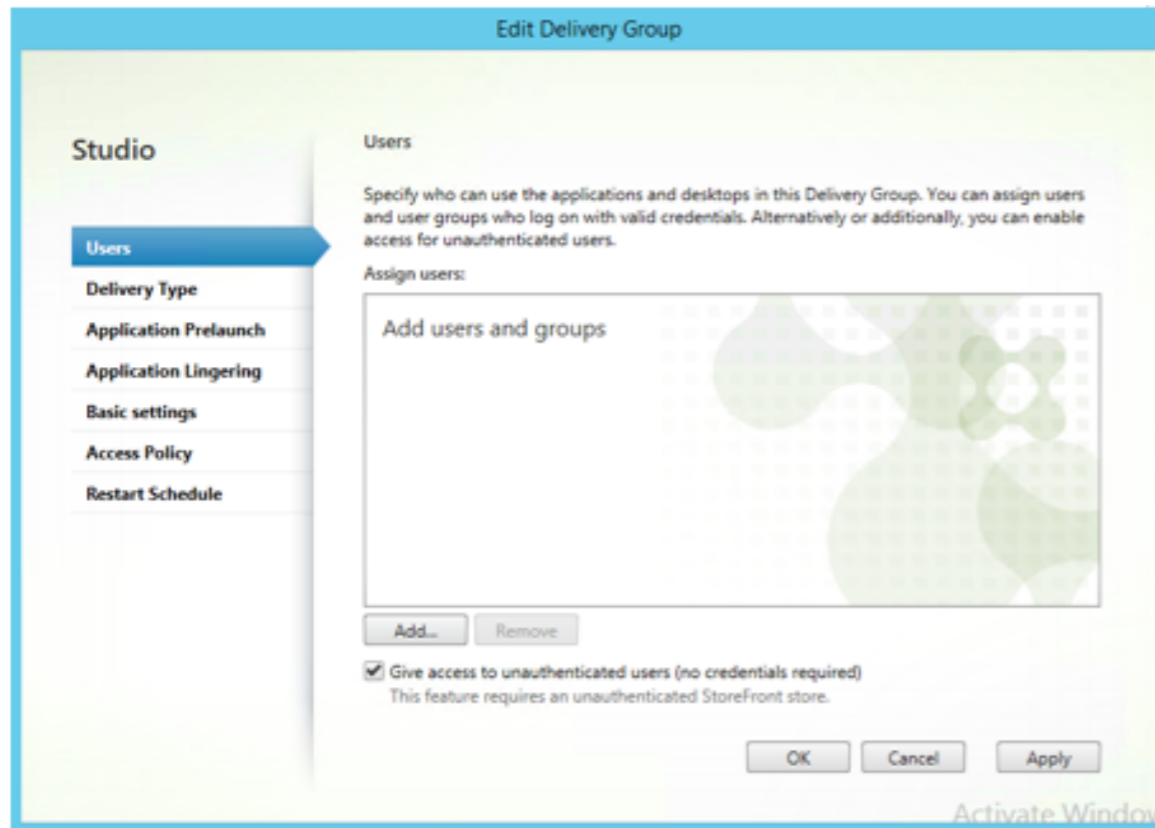 Edit Delivery Group
Studio
Users
Delivery Type
Application Prelaunch
Application Lingering
Basic settings
Access Policy
Restart Schedule
Users
Specify who can use the applications and desktops in this Delivery Group. You can assign users
and user groups who log on with valid credentials. Alternatively or additionally, you can enable
access for unauthenticated users.
Assign users:
Add users and groups
Add...
Remove
Give access to unauthenticated users (no credentials required)
This feature requires an unauthenticated StoreFront store.
OK
Cancel
Apply
Activate Window